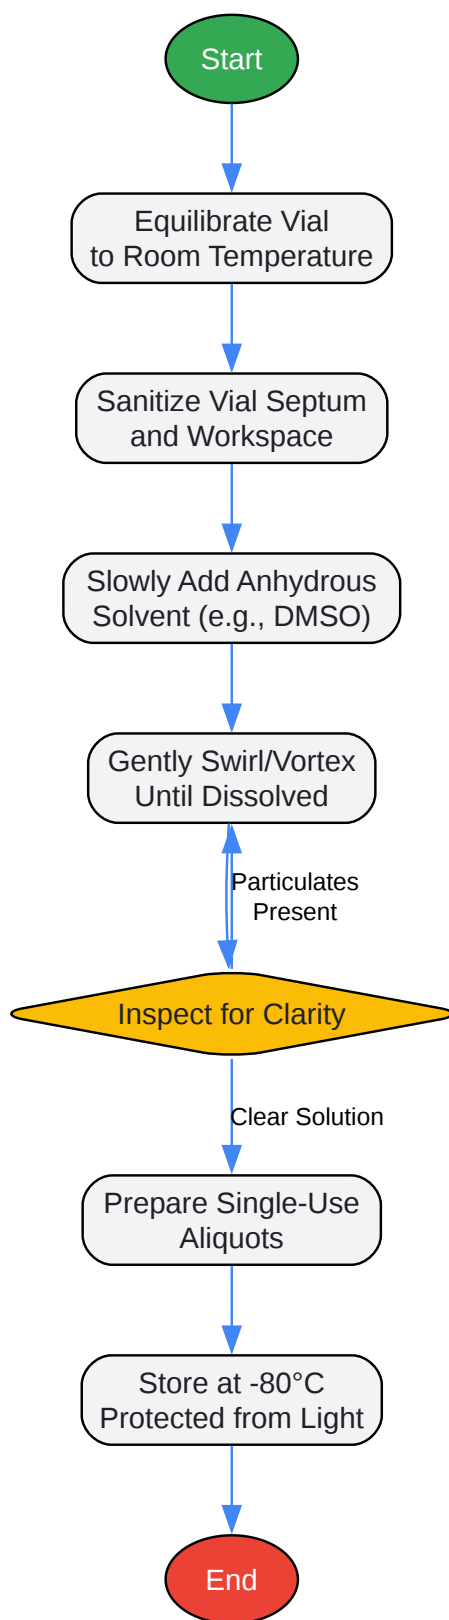 Start
Equilibrate Vial
to Room Temperature
Sanitize Vial Septum
and Workspace
Slowly Add Anhydrous
Solvent (e.g., DMSO)
Gently Swirl/Vortex
Until Dissolved
Particulates
Present
Inspect for Clarity
Clear Solution
Prepare Single-Use
Aliquots
Store at -80°C
Protected from Light
End